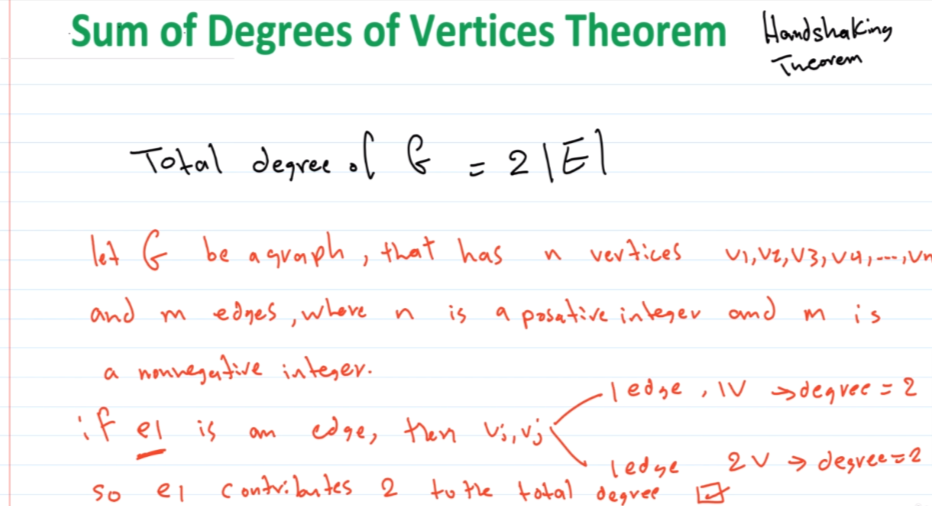 Sum of Degrees of Vertices Theorem
Handshaking
Theorem
Total degree of G = 2|E|
let G be a graph, that has n vertices v1,v2,v3,v4,---,vn
and m edges, where n is a posative integer and m is
a nonnegative integer.
1 edge , 1V → degree = 2
if e1 is an edge, then vi,vj
1 edge 2V → degree=2
so e1 contributes 2 to the total degree